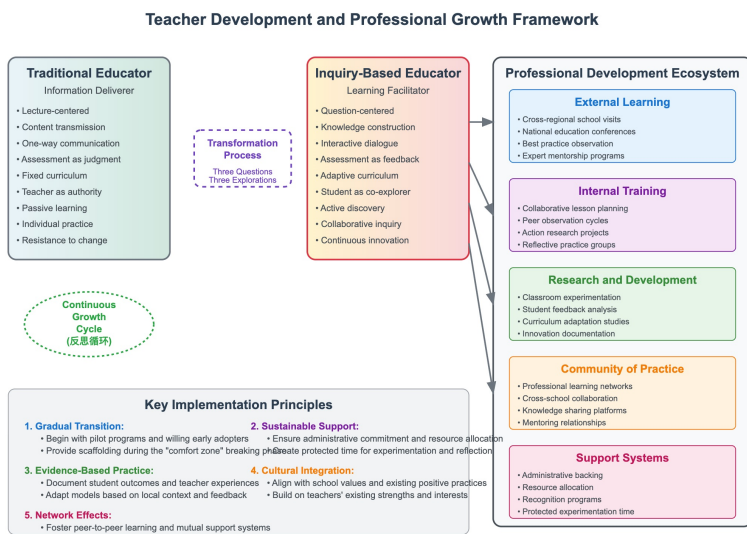 Teacher Development and Professional Growth Framework
Traditional Educator
Information Deliverer
• Lecture-centered
• Content transmission
• One-way communication
• Assessment as judgment
• Fixed curriculum
• Teacher as authority
• Passive learning
• Individual practice
• Resistance to change
Transformation
Process
Three Questions
Three Explorations
Inquiry-Based Educator
Learning Facilitator
• Question-centered
• Knowledge construction
• Interactive dialogue
• Assessment as feedback
• Adaptive curriculum
• Student as co-explorer
• Active discovery
• Collaborative inquiry
• Continuous innovation
Professional Development Ecosystem
External Learning
• Cross-regional school visits
• National education conferences
• Best practice observation
• Expert mentorship programs
Internal Training
• Collaborative lesson planning
• Peer observation cycles
• Action research projects
• Reflective practice groups
Research and Development
• Classroom experimentation
• Student feedback analysis
• Curriculum adaptation studies
• Innovation documentation
Community of Practice
• Professional learning networks
• Cross-school collaboration
• Knowledge sharing platforms
• Mentoring relationships
Support Systems
• Administrative backing
• Resource allocation
• Recognition programs
• Protected experimentation time
Continuous
Growth
Cycle
(反思循环)
Key Implementation Principles
1. Gradual Transition:
• Begin with pilot programs and willing early adopters
• Provide scaffolding during the "comfort zone" breaking phase
2. Sustainable Support:
• Ensure administrative commitment and resource allocation
• Create protected time for experimentation and reflection
3. Evidence-Based Practice:
• Document student outcomes and teacher experiences
• Adapt models based on local context and feedback
4. Cultural Integration:
• Align with school values and existing positive practices
• Build on teachers' existing strengths and interests
5. Network Effects:
• Foster peer-to-peer learning and mutual support systems